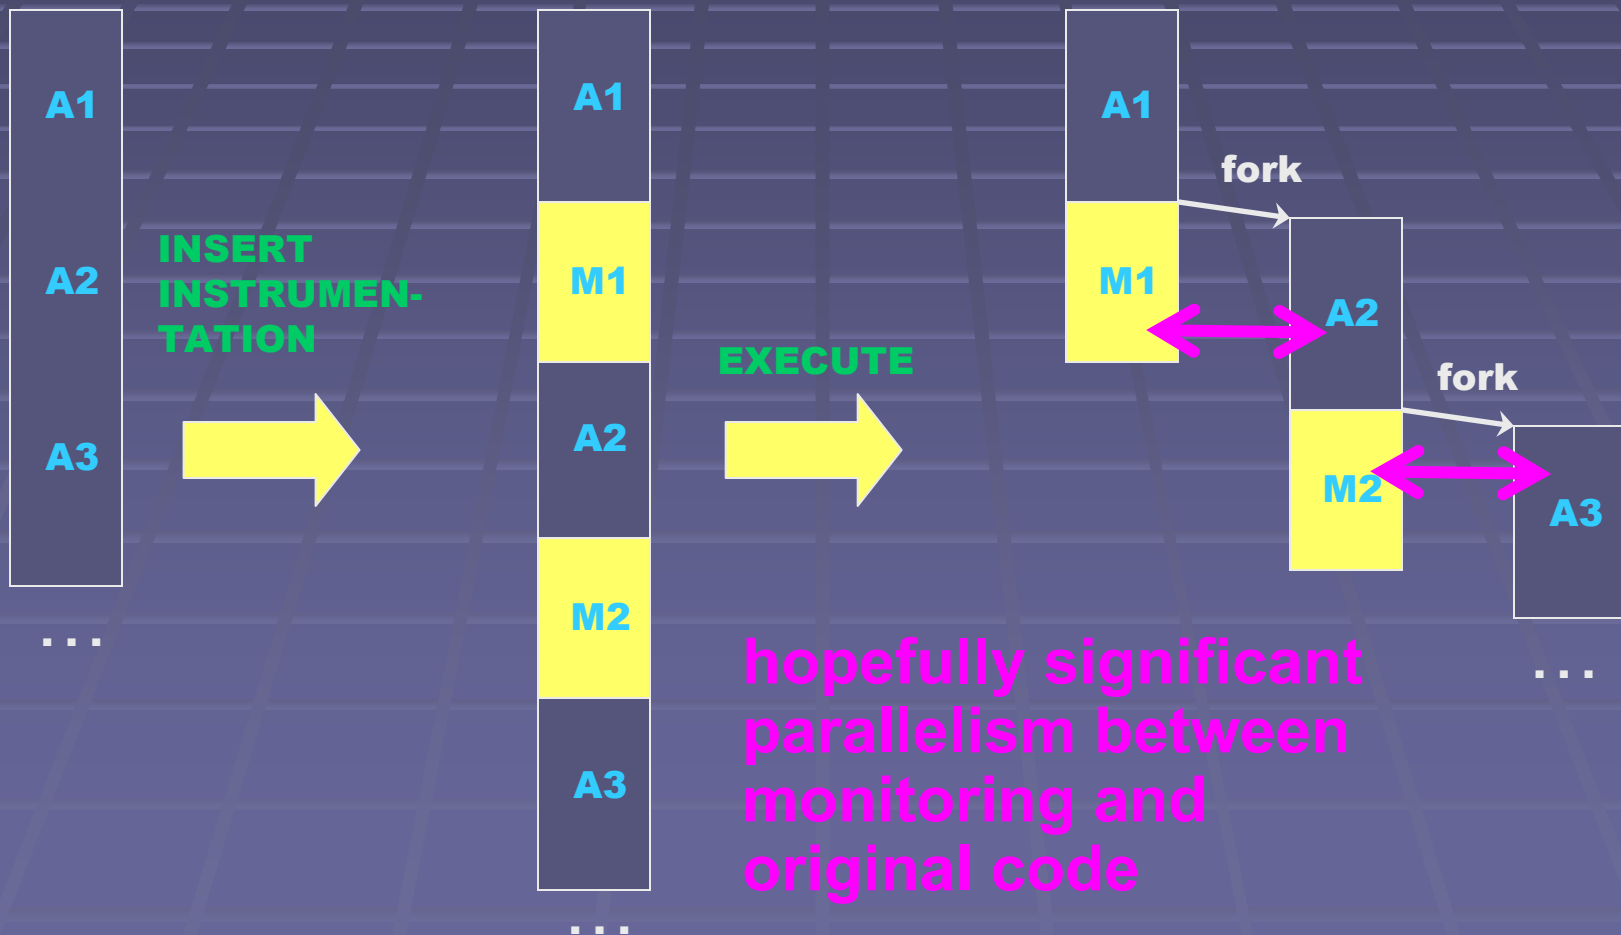 A1
A2
A3
...
INSERT
INSTRUMEN-
TATION
A1
M1
A2
M2
A3
...
EXECUTE
A1
M1
fork
A2
M2
fork
A3
...
hopefully significant
parallelism between
monitoring and
original code